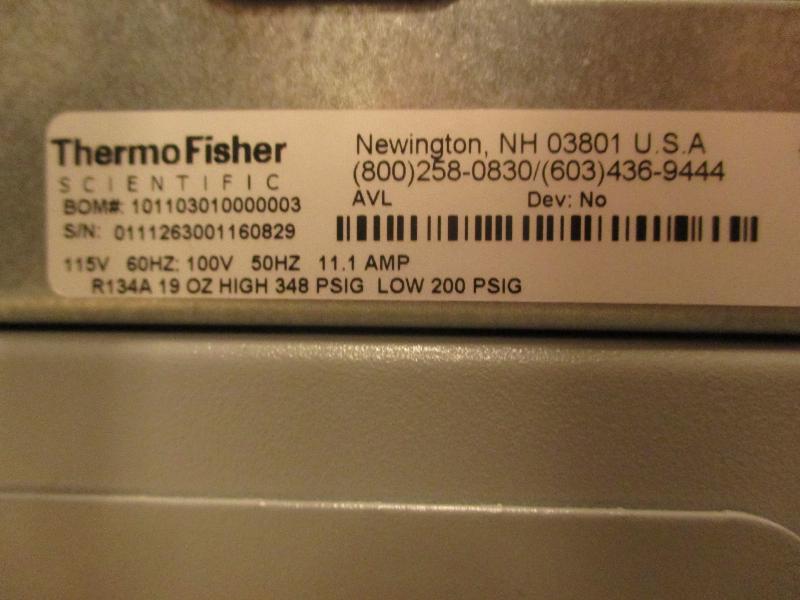 ThermoFisher
SCIENTIFIC
Newington, NH 03801 U.S.A
(800)258-0830/(603)436-9444
BOM#: 101103010000003
AVL Dev: No
S/N: 0111263001160829
115V 60HZ: 100V 50HZ 11.1 AMP
R134A 19 OZ HIGH 348 PSIG LOW 200 PSIG